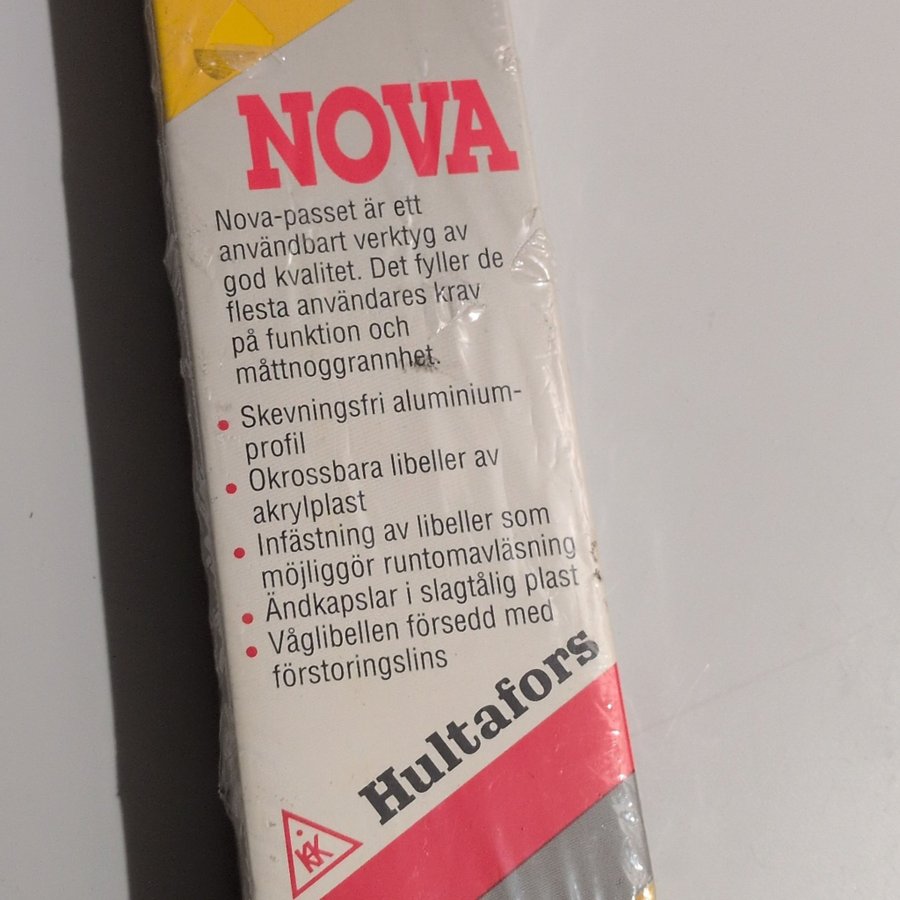 NOVA
Nova-passet är ett
användbart verktyg av
god kvalitet. Det fyller de
flesta användares krav
på funktion och
måttnoggrannhet.
• Skevningsfri aluminium-
profil
• Okrossbara libeller av
akrylplast
• Infästning av libeller som
möjliggör runtomavläsning
• Ändkapslar i slagtålig plast
• Våglibellen försedd med
förstoringslins
Hultafors